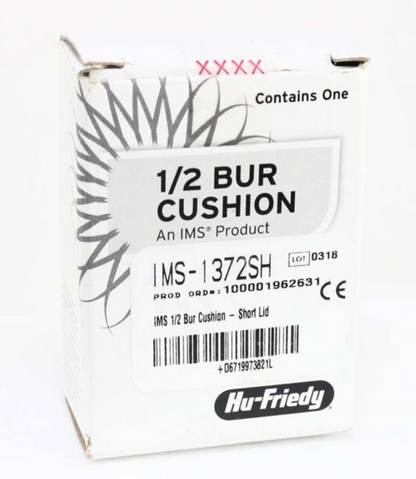 XXXX
Contains One
1/2 BUR
CUSHION
An IMS® Product
IMS-1372SH
LOT 0318
PROD ORD#: 100001962631
CE
IMS 1/2 Bur Cushion - Short Lid
+D6719973821L
Hu-Friedy